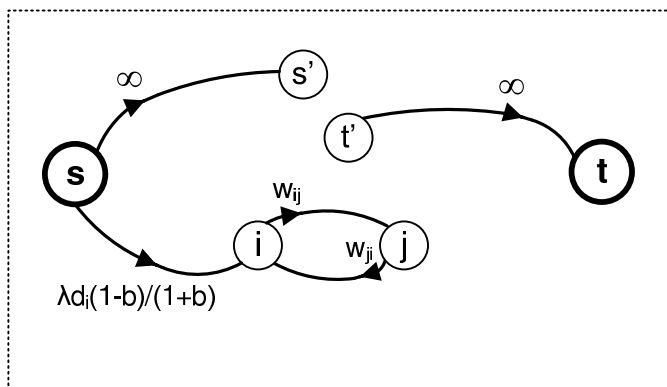 ∞
s'
∞
t'
s
t
wij
i
wji
j
λdi(1-b)/(1+b)